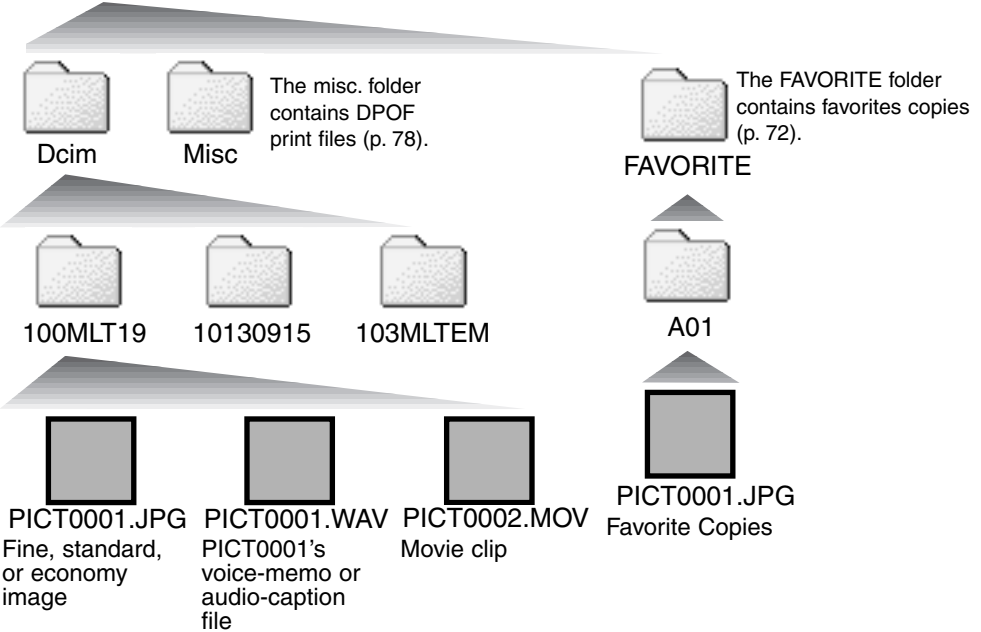 The misc. folder
contains DPOF
print files (p. 78).
The FAVORITE folder
contains favorites copies
(p. 72).
Dcim
Misc
FAVORITE
100MLT19
10130915
103MLTEM
A01
PICT0001.JPG
Fine, standard,
or economy
image
PICT0001.WAV
PICT0001's
voice-memo or
audio-caption
file
PICT0002.MOV
Movie clip
PICT0001.JPG
Favorite Copies